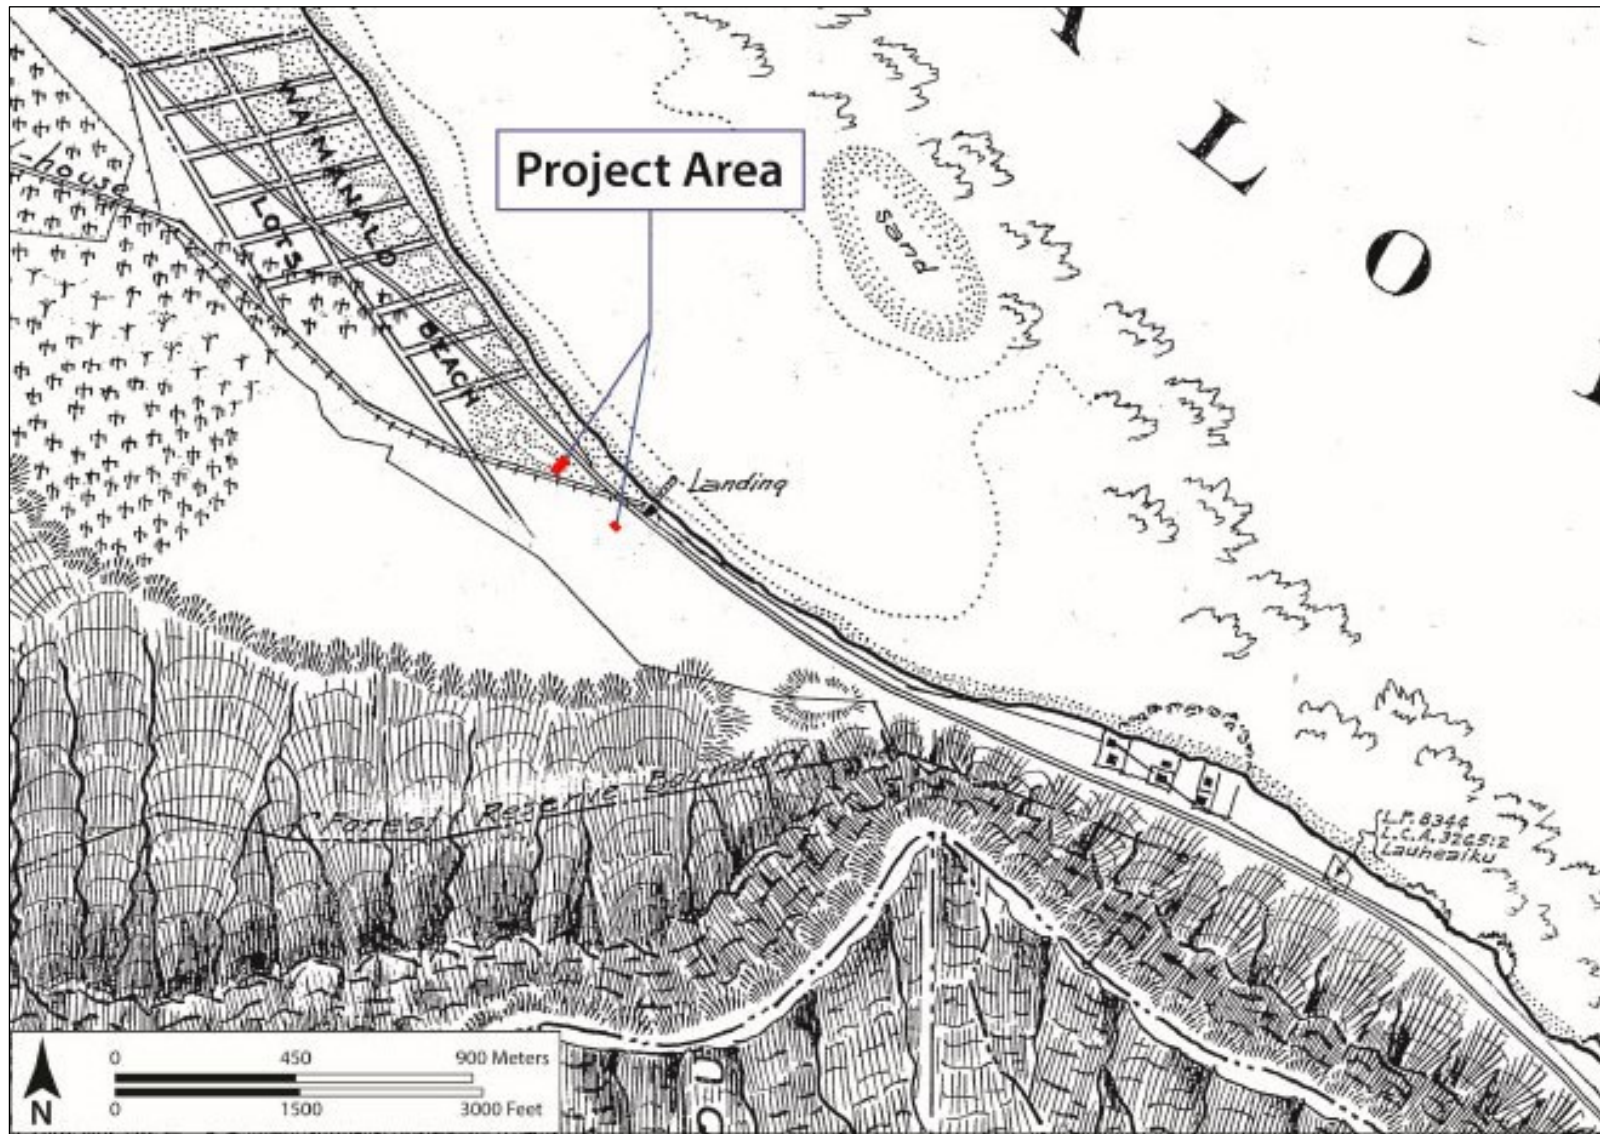 L
O
-house
WAIMANALO
LOTS
BEACH
Project Area
Sand
Landing
Forest Reserve Boundary
L.P. 8344
L.C.A. 3265:2
Lauheaiku
0 450 900 Meters
0 1500 3000 Feet
N